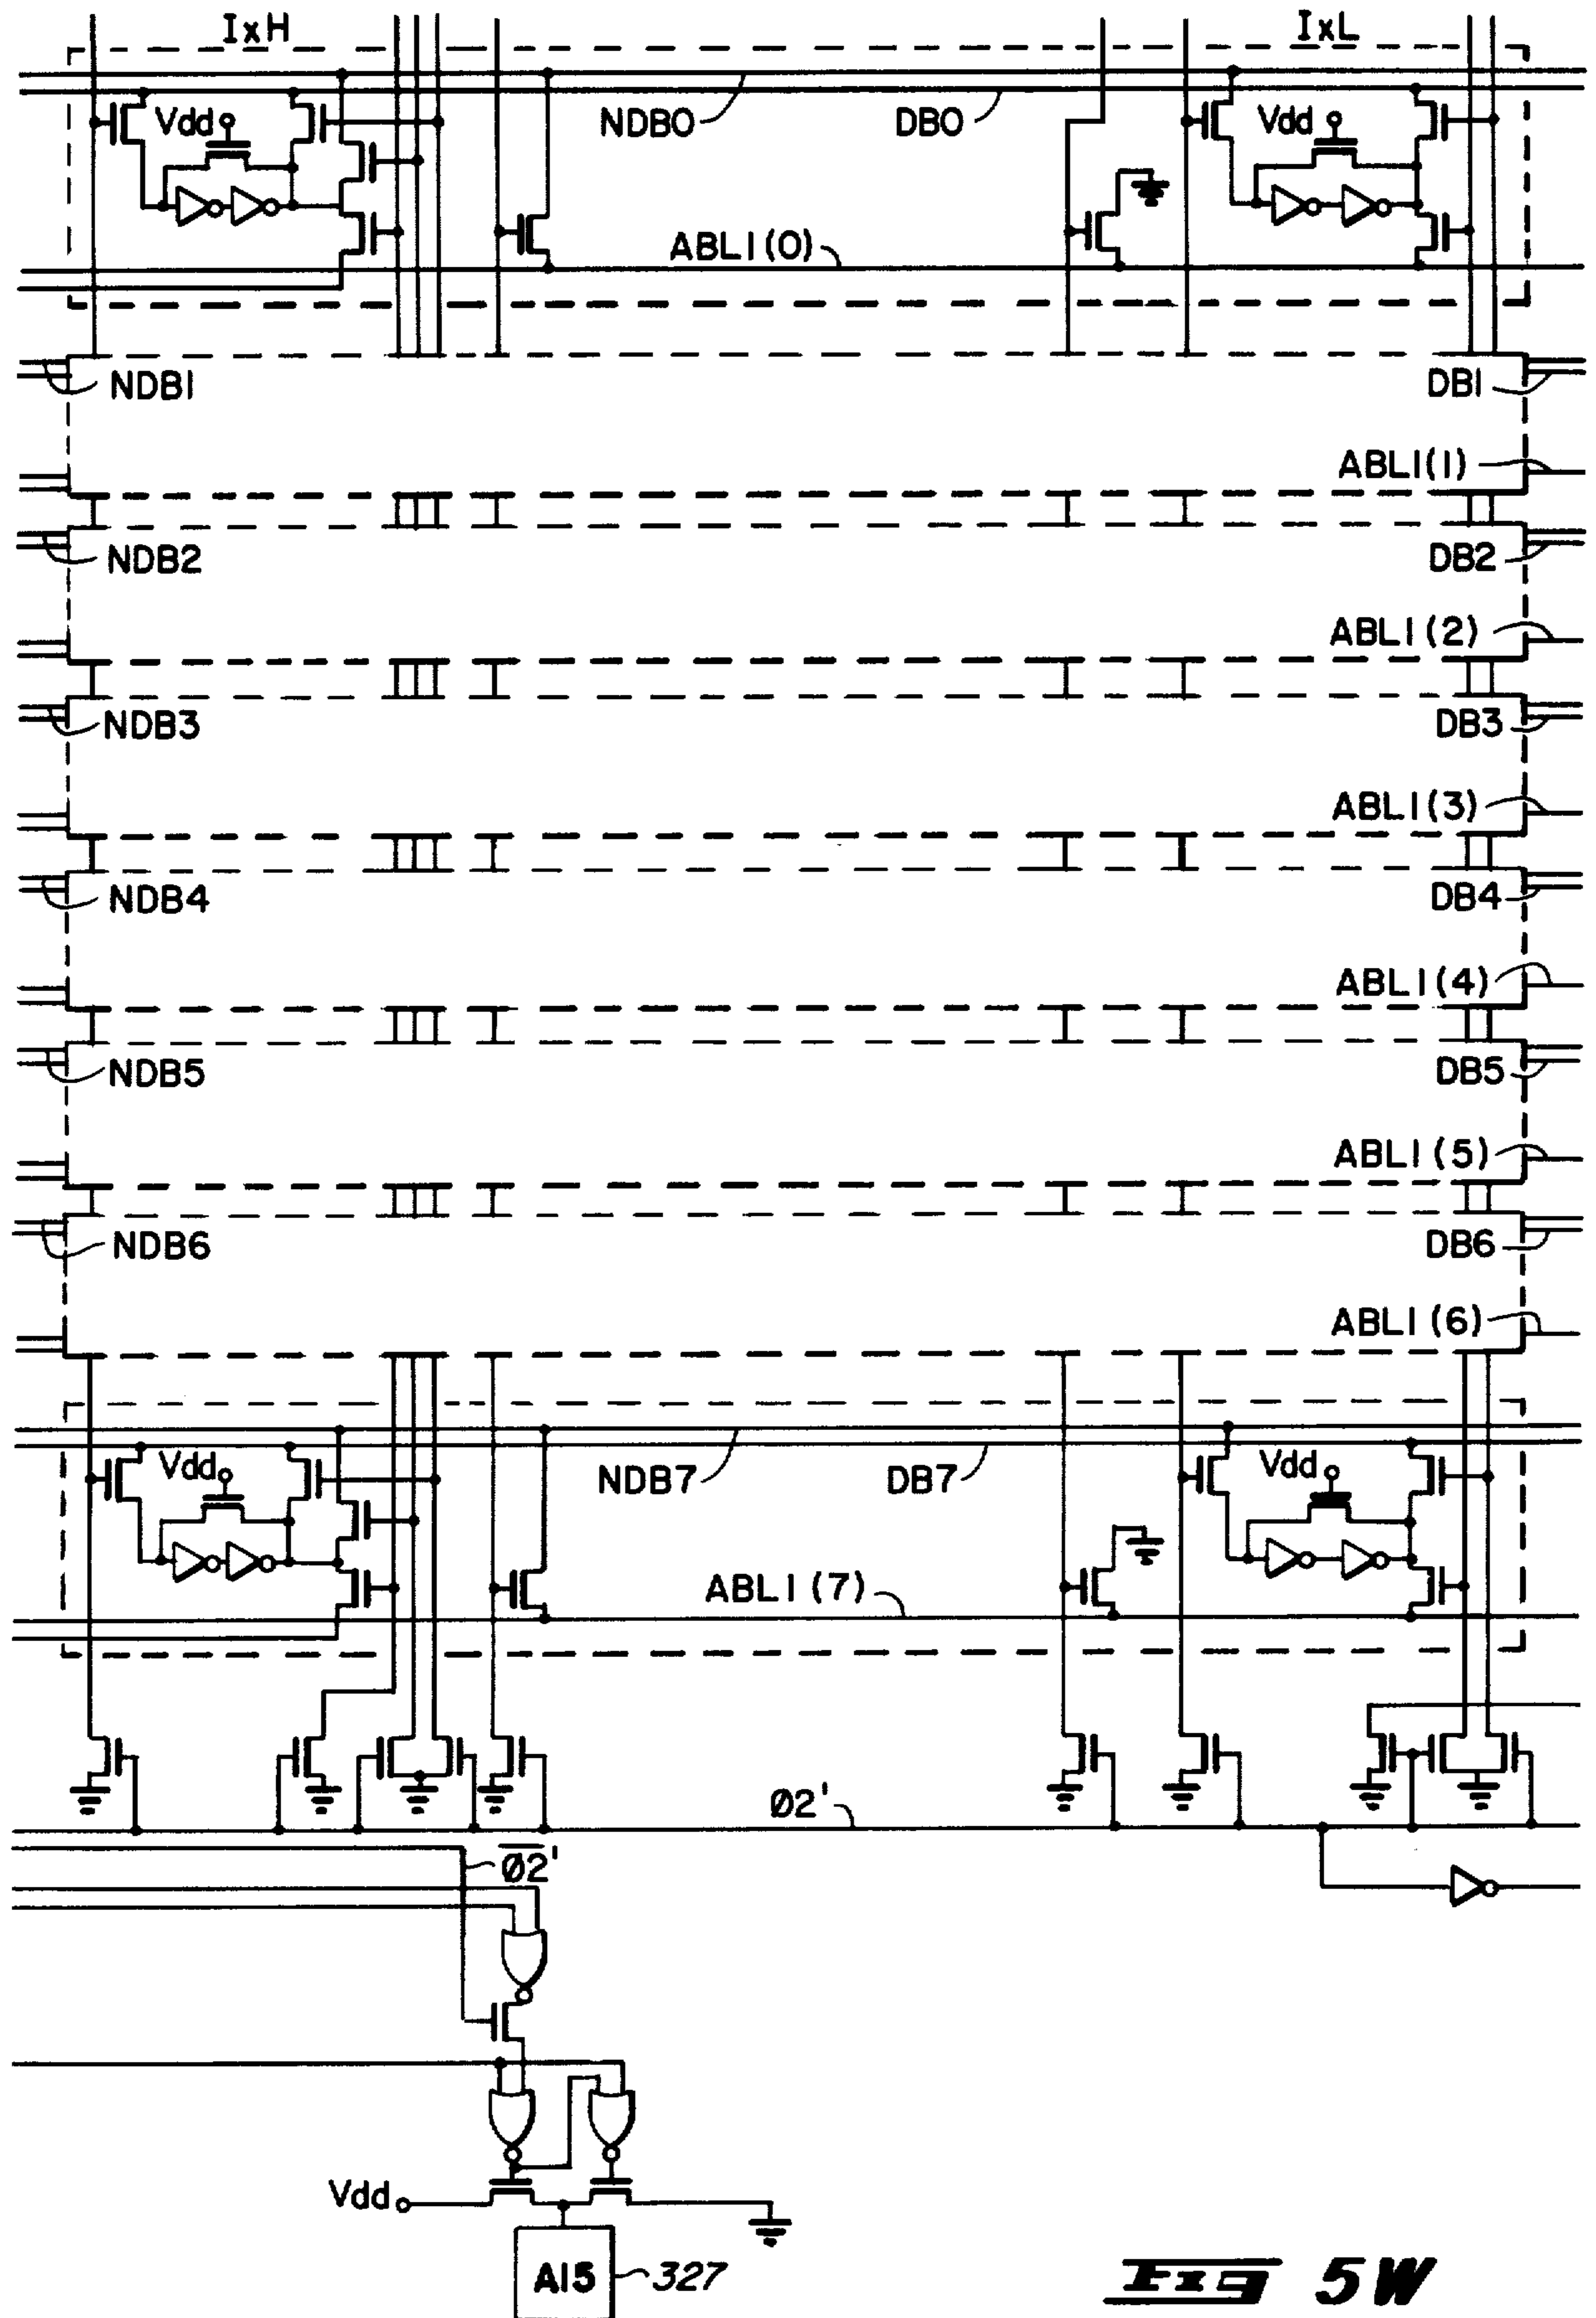 IxH IxL
Vdd NDB0 DB0 Vdd
ABL1(0)
NDB1 DB1
ABL1(1)
NDB2 DB2
ABL1(2)
NDB3 DB3
ABL1(3)
NDB4 DB4
ABL1(4)
NDB5 DB5
ABL1(5)
NDB6 DB6
ABL1(6)
Vdd NDB7 DB7 Vdd
ABL1(7)
Ø2'
Ø̅2̅'
Vdd
A15 327
FIG 5W